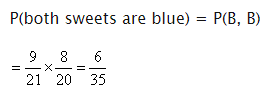 P(both sweets are blue) = P(B, B)
= 9/21 × 8/20 = 6/35